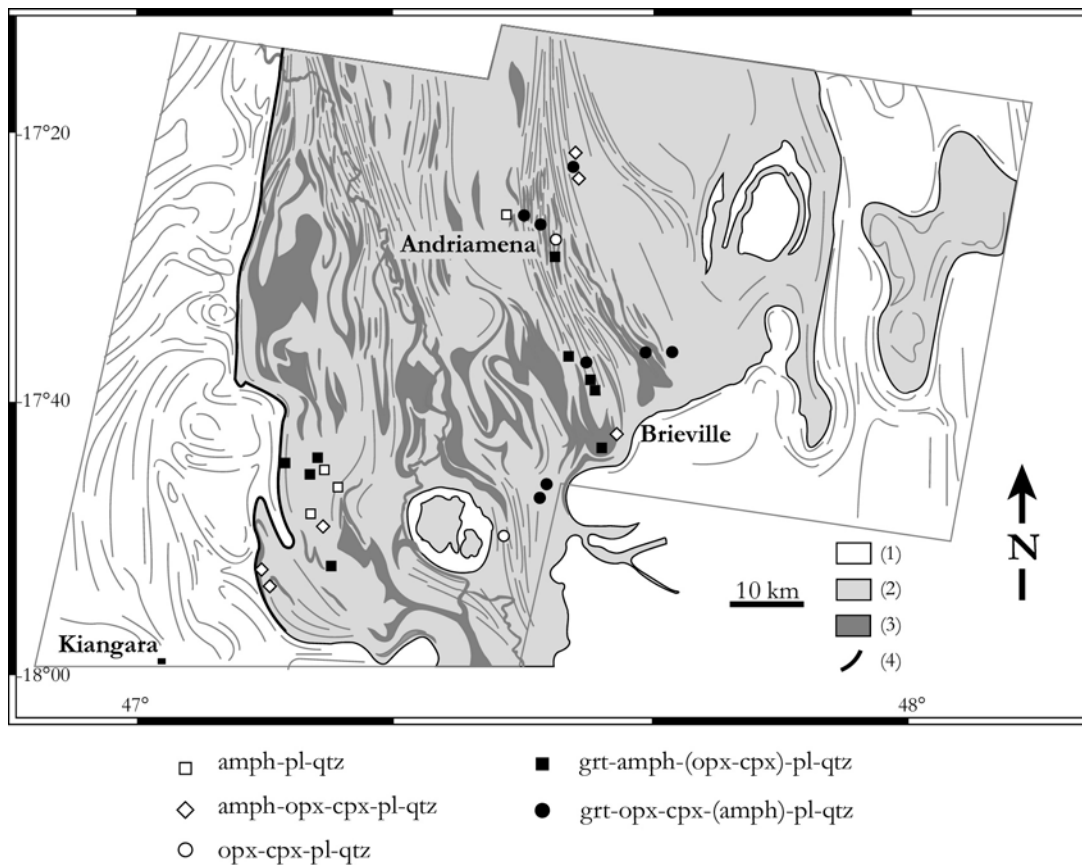 17°20
Andriamena
17°40
Brieville
N
(1)
(2)
10 km
(3)
Kiangara
(4)
18°00
47°
48°
amph-pl-qtz
grt-amph-(opx-cpx)-pl-qtz
amph-opx-cpx-pl-qtz
grt-opx-cpx-(amph)-pl-qtz
opx-cpx-pl-qtz